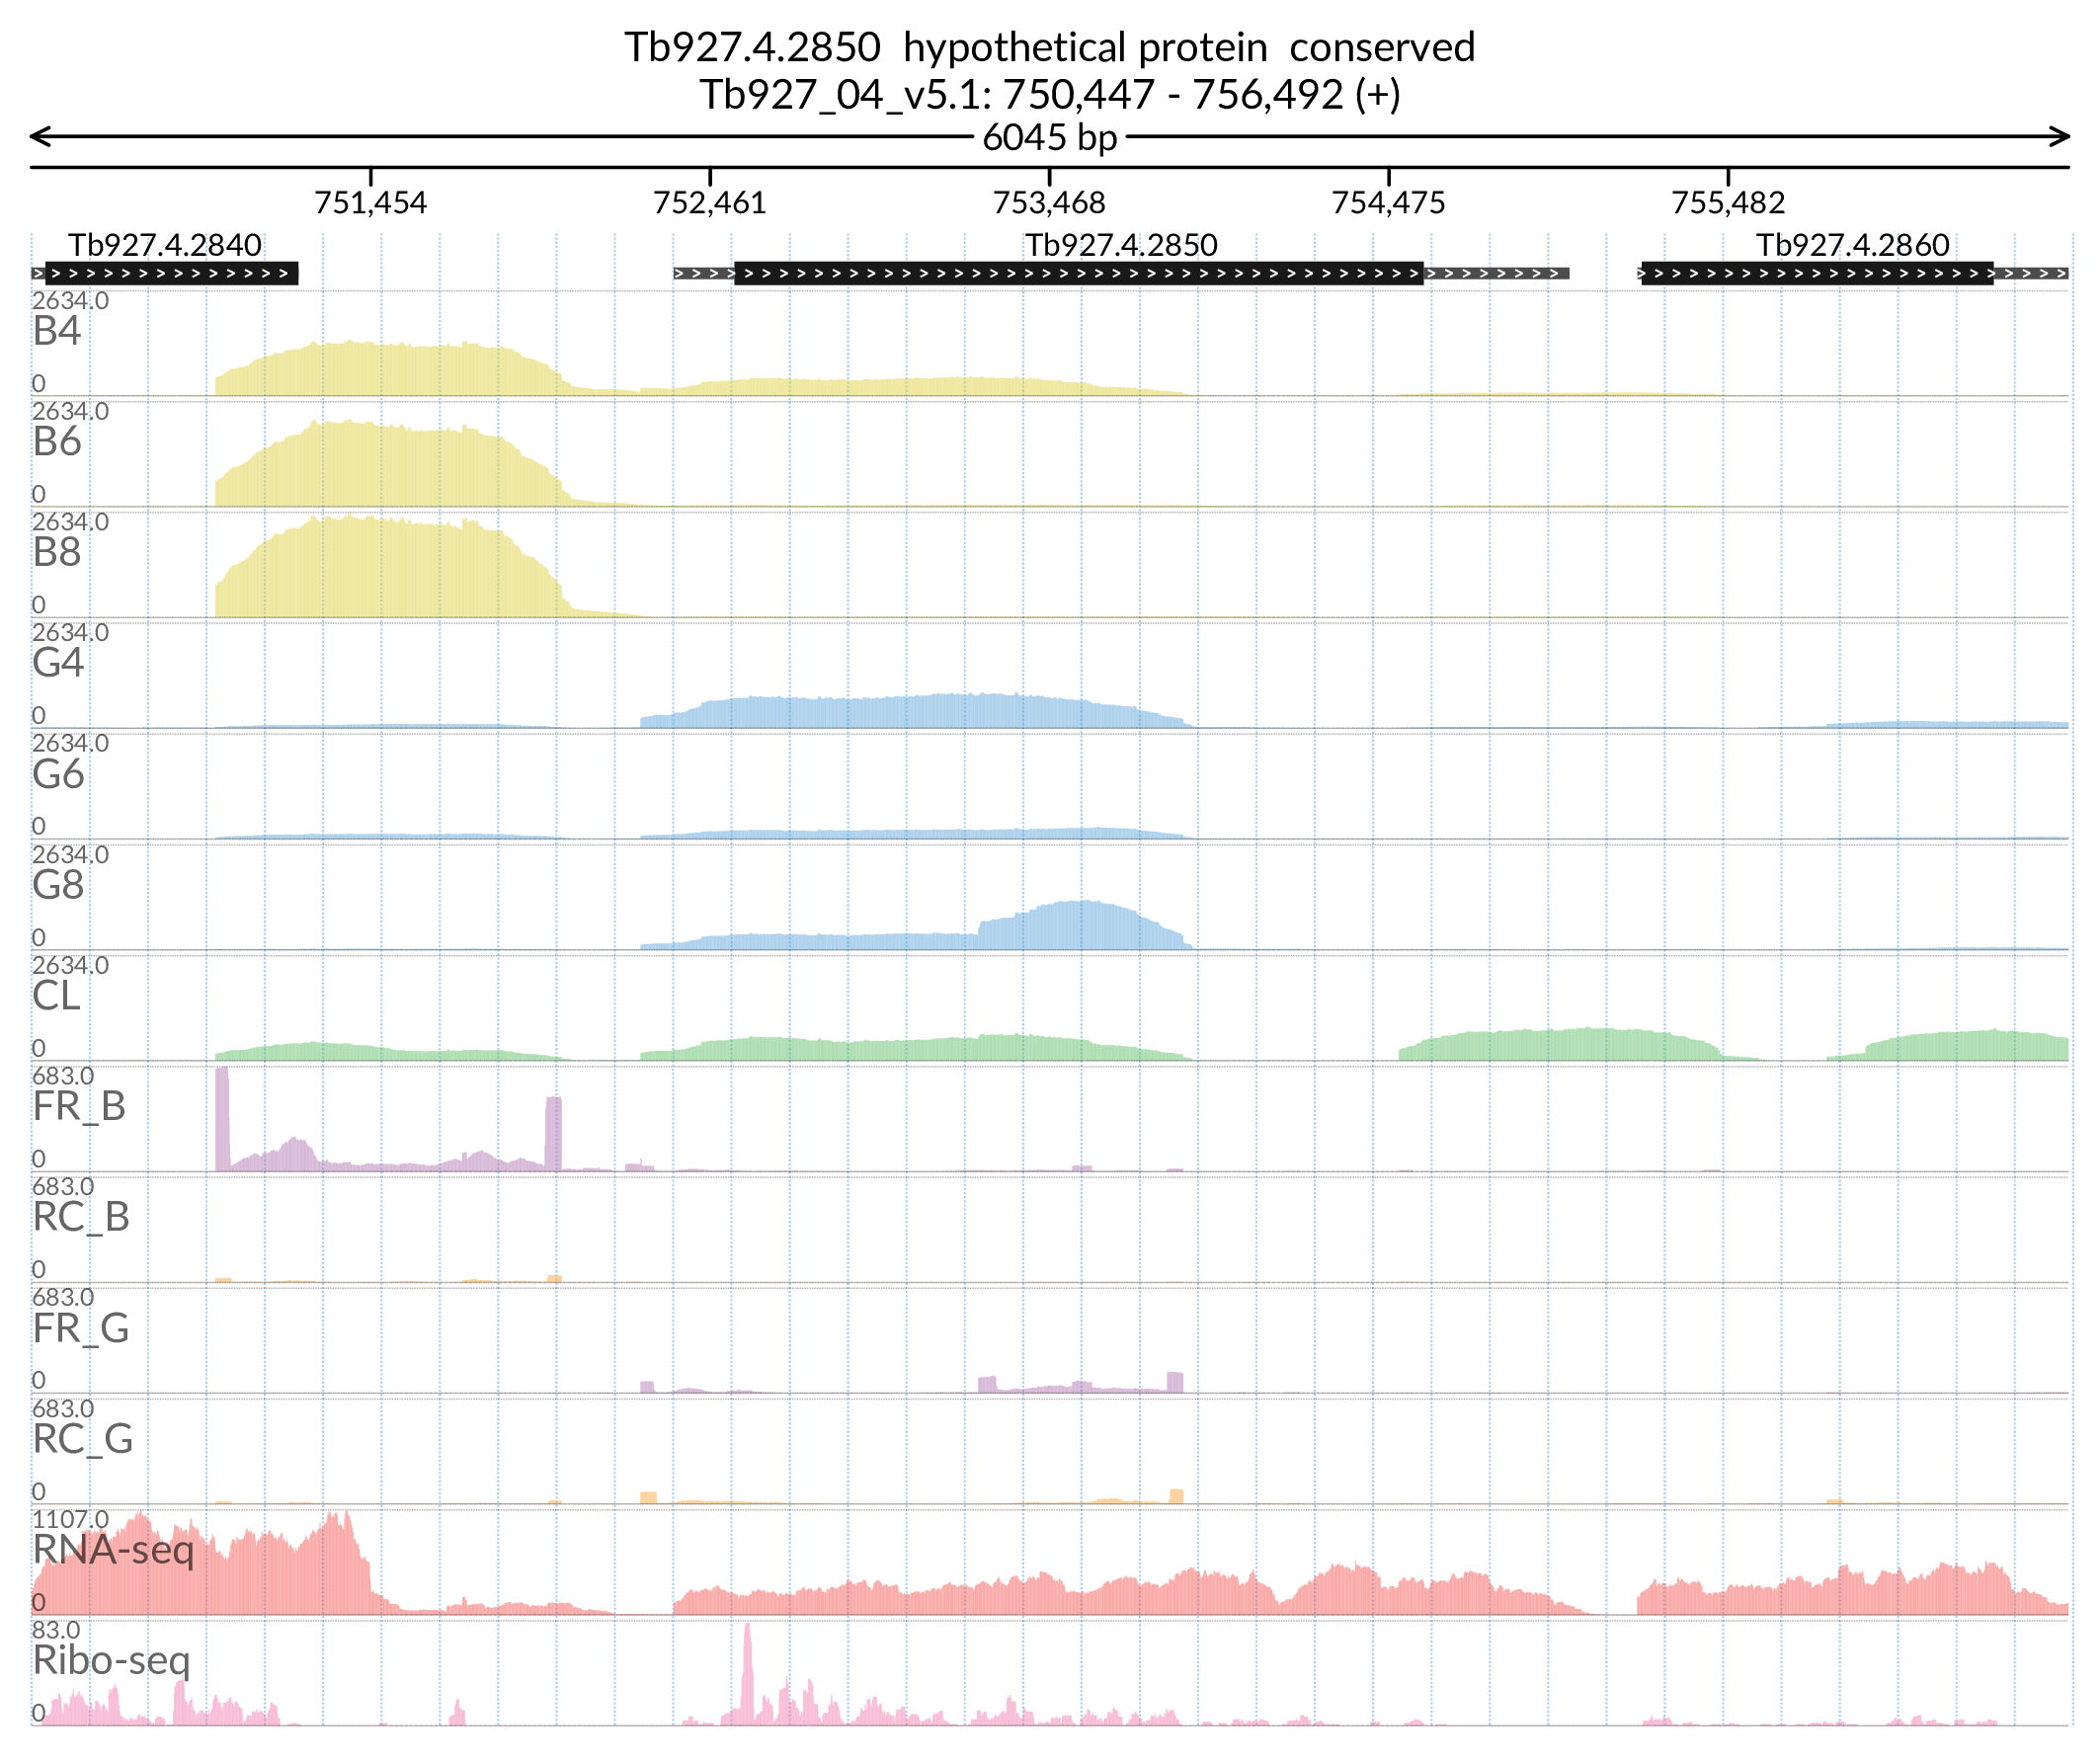 Tb927.4.2850 hypothetical protein conserved
Tb927_04_v5.1: 750,447 - 756,492 (+)
6045 bp
751,454 752,461 753,468 754,475 755,482
Tb927.4.2840 Tb927.4.2850 Tb927.4.2860
2634.0
B4
0
2634.0
B6
0
2634.0
B8
0
2634.0
G4
0
2634.0
G6
0
2634.0
G8
0
2634.0
CL
0
683.0
FR_B
0
683.0
RC_B
0
683.0
FR_G
0
683.0
RC_G
0
1107.0
RNA-seq
0
83.0
Ribo-seq
0